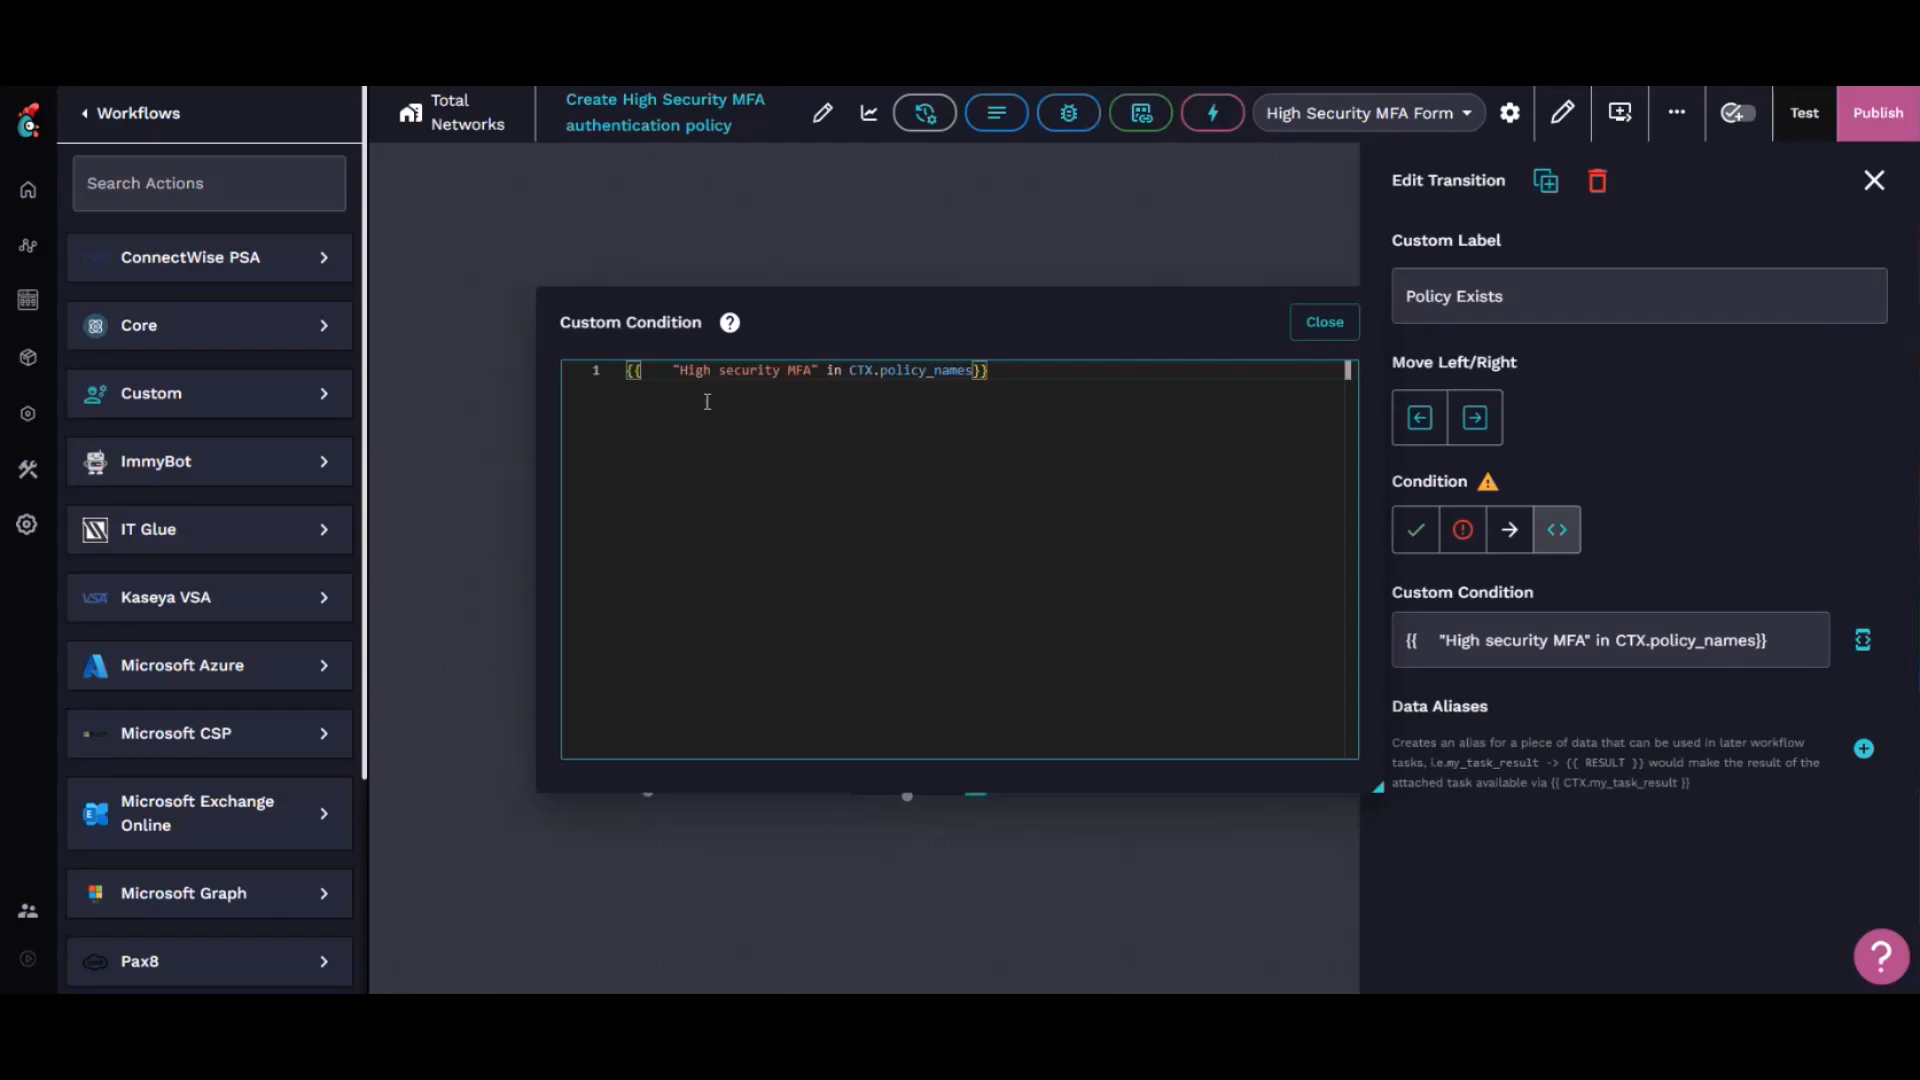 Workflows
Total
Networks
Create High Security MFA
authentication policy
High Security MFA Form
Test
Publish
Search Actions
ConnectWise PSA
Core
Custom
ImmyBot
IT Glue
VSA Kaseya VSA
Microsoft Azure
Microsoft CSP
Microsoft Exchange
Online
Microsoft Graph
Pax8
Custom Condition ?
Close
1 {{    "High security MFA" in CTX.policy_names}}
Edit Transition
Custom Label
Policy Exists
Move Left/Right
Condition
Custom Condition
{{    "High security MFA" in CTX.policy_names}}
Data Aliases
Creates an alias for a piece of data that can be used in later workflow
tasks, i.e.my_task_result -> {{ RESULT }} would make the result of the
attached task available via {{ CTX.my_task_result }}
?